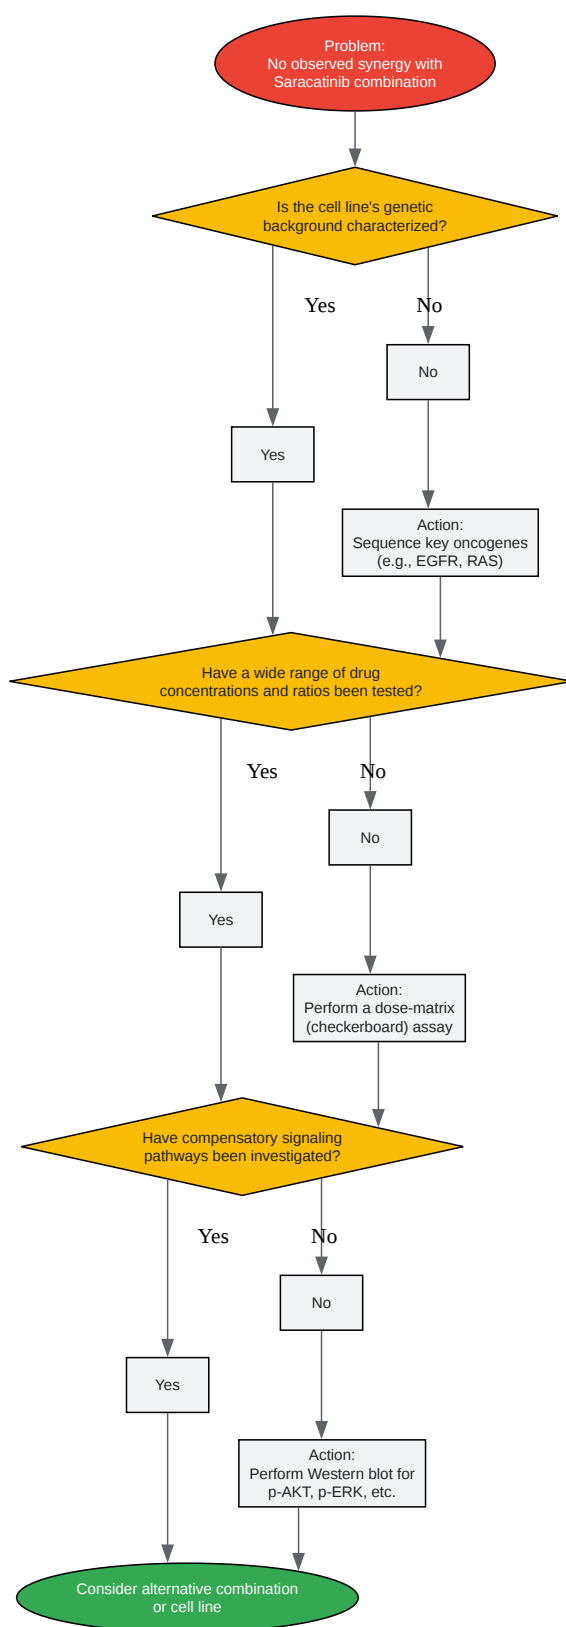 Problem:
No observed synergy with
Saracatinib combination
Is the cell line's genetic
background characterized?
Yes
No
No
Yes
Action:
Sequence key oncogenes
(e.g., EGFR, RAS)
Have a wide range of drug
concentrations and ratios been tested?
Yes
No
No
Yes
Action:
Perform a dose-matrix
(checkerboard) assay
Have compensatory signaling
pathways been investigated?
Yes
No
No
Yes
Action:
Perform Western blot for
p-AKT, p-ERK, etc.
Consider alternative combination
or cell line